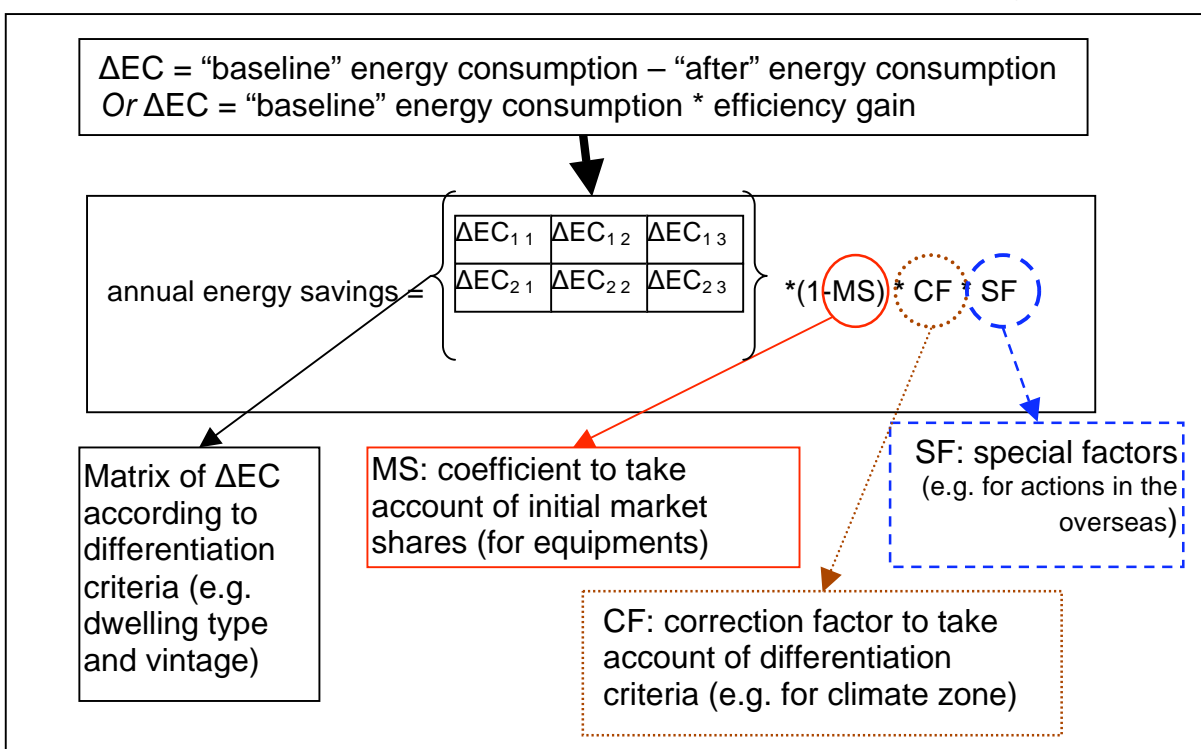 ΔEC = “baseline” energy consumption – “after” energy consumption
Or ΔEC = “baseline” energy consumption * efficiency gain
ΔEC1 1 ΔEC1 2 ΔEC1 3
ΔEC2 1 ΔEC2 2 ΔEC2 3
annual energy savings = *(1-MS) * CF * SF
Matrix of ΔEC
according to
differentiation
criteria (e.g.
dwelling type
and vintage)
MS: coefficient to take
account of initial market
shares (for equipments)
SF: special factors
(e.g. for actions in the
overseas)
CF: correction factor to take
account of differentiation
criteria (e.g. for climate zone)